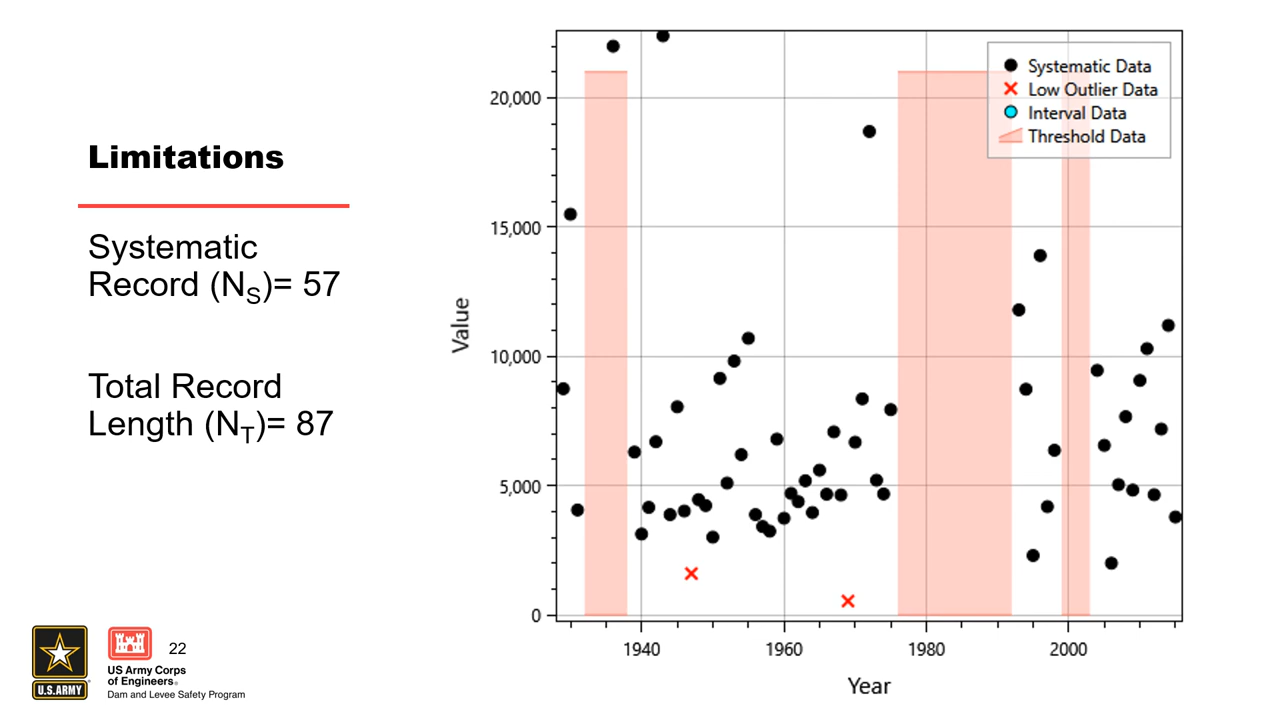 Limitations
Systematic
Record (NS)= 57
Total Record
Length (NT)= 87
Value
20,000
15,000
10,000
5,000
0
Systematic Data
Low Outlier Data
Interval Data
Threshold Data
1940
1960
1980
2000
Year
U.S.ARMY
22
US Army Corps
of Engineers®
Dam and Levee Safety Program